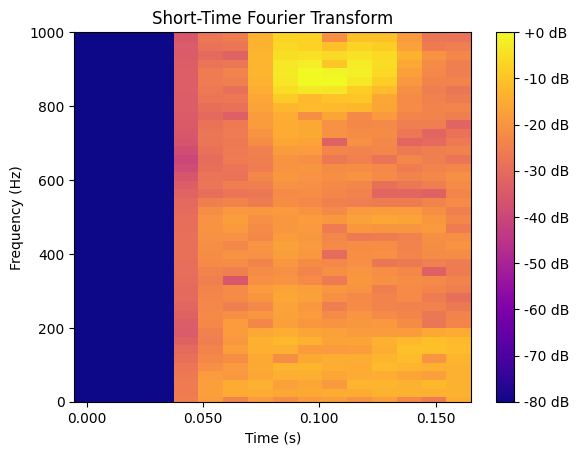 Short-Time Fourier Transform
1000
800
600
400
200
0
Frequency (Hz)
0.000
0.050
0.100
0.150
Time (s)
+0 dB
-10 dB
-20 dB
-30 dB
-40 dB
-50 dB
-60 dB
-70 dB
-80 dB